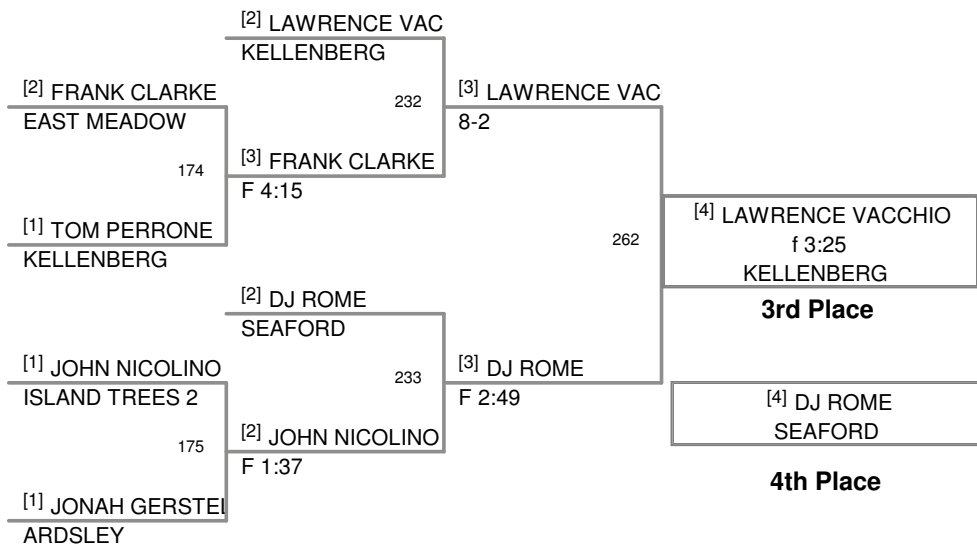 [2] LAWRENCE VAC
KELLENBERG
[2] FRANK CLARKE
EAST MEADOW
232
[3] LAWRENCE VAC
8-2
174
[3] FRANK CLARKE
F 4:15
[1] TOM PERRONE
KELLENBERG
262
[4] LAWRENCE VACCHIO
f 3:25
KELLENBERG
3rd Place
[2] DJ ROME
SEAFORD
[1] JOHN NICOLINO
ISLAND TREES 2
233
[3] DJ ROME
F 2:49
[4] DJ ROME
SEAFORD
4th Place
175
[2] JOHN NICOLINO
F 1:37
[1] JONAH GERSTEL
ARDSLEY